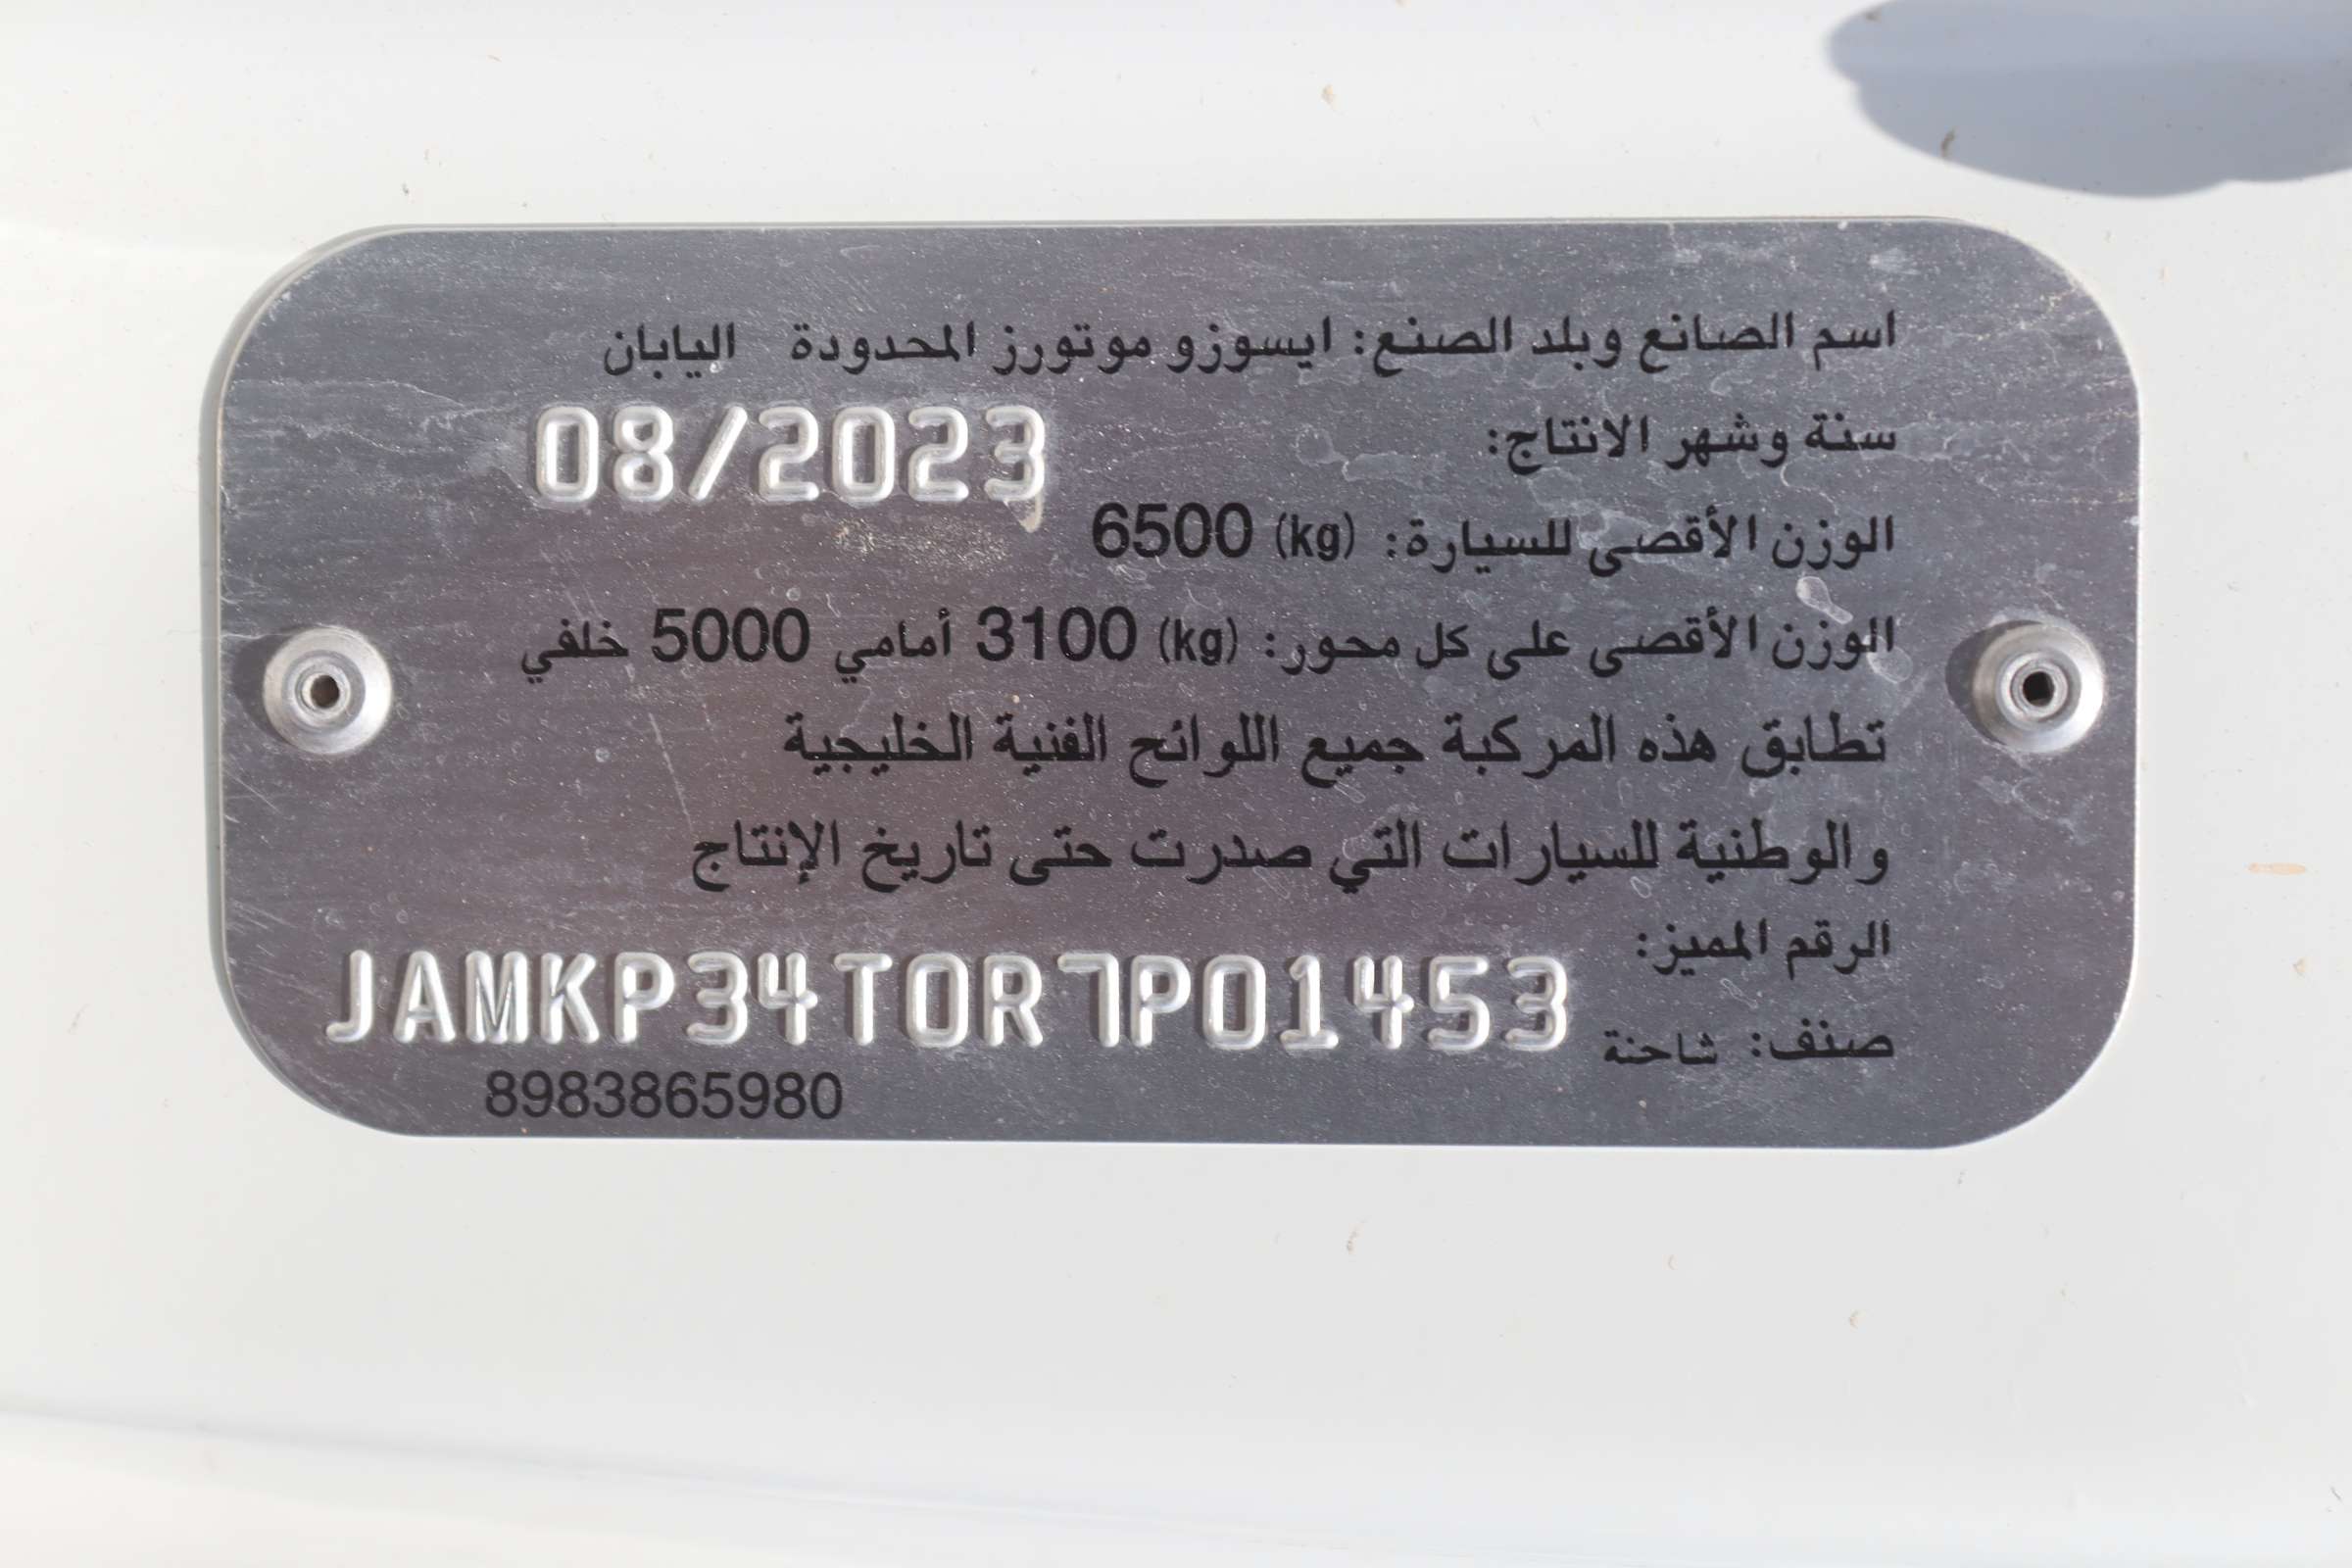 اسم الصانع وبلد الصنع: ايسوزو موتورز المحدودة اليابان
سنة وشهر الانتاج: 08/2023
الوزن الأقصى للسيارة: (kg) 6500
الوزن الأقصى على كل محور: (kg) 3100 أمامي 5000 خلفي
تطابق هذه المركبة جميع اللوائح الفنية الخليجية
والوطنية للسيارات التي صدرت حتى تاريخ الإنتاج
الرقم المميز: JAMKP34T0R7P01453
صنف: شاحنة
8983865980